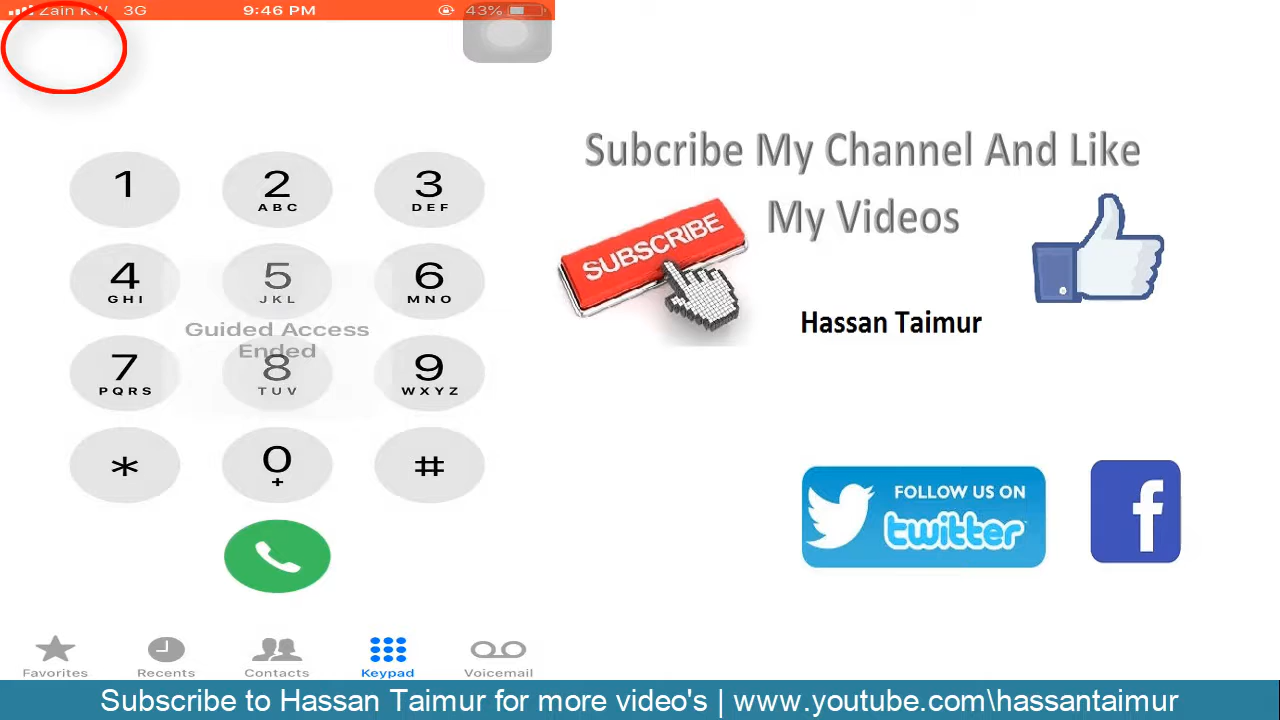 Zain KW 3G 9:46 PM 43%
1
2
ABC
3
DEF
4
GHI
5
JKL
6
MNO
Guided Access
Ended
7
PQRS
8
TUV
9
WXYZ
*
0
+
#
Favorites
Recents
Contacts
Keypad
Voicemail
Subcribe My Channel And Like
My Videos
SUBSCRIBE
Hassan Taimur
FOLLOW US ON
twitter
f
Subscribe to Hassan Taimur for more video's | www.youtube.com\hassantaimur